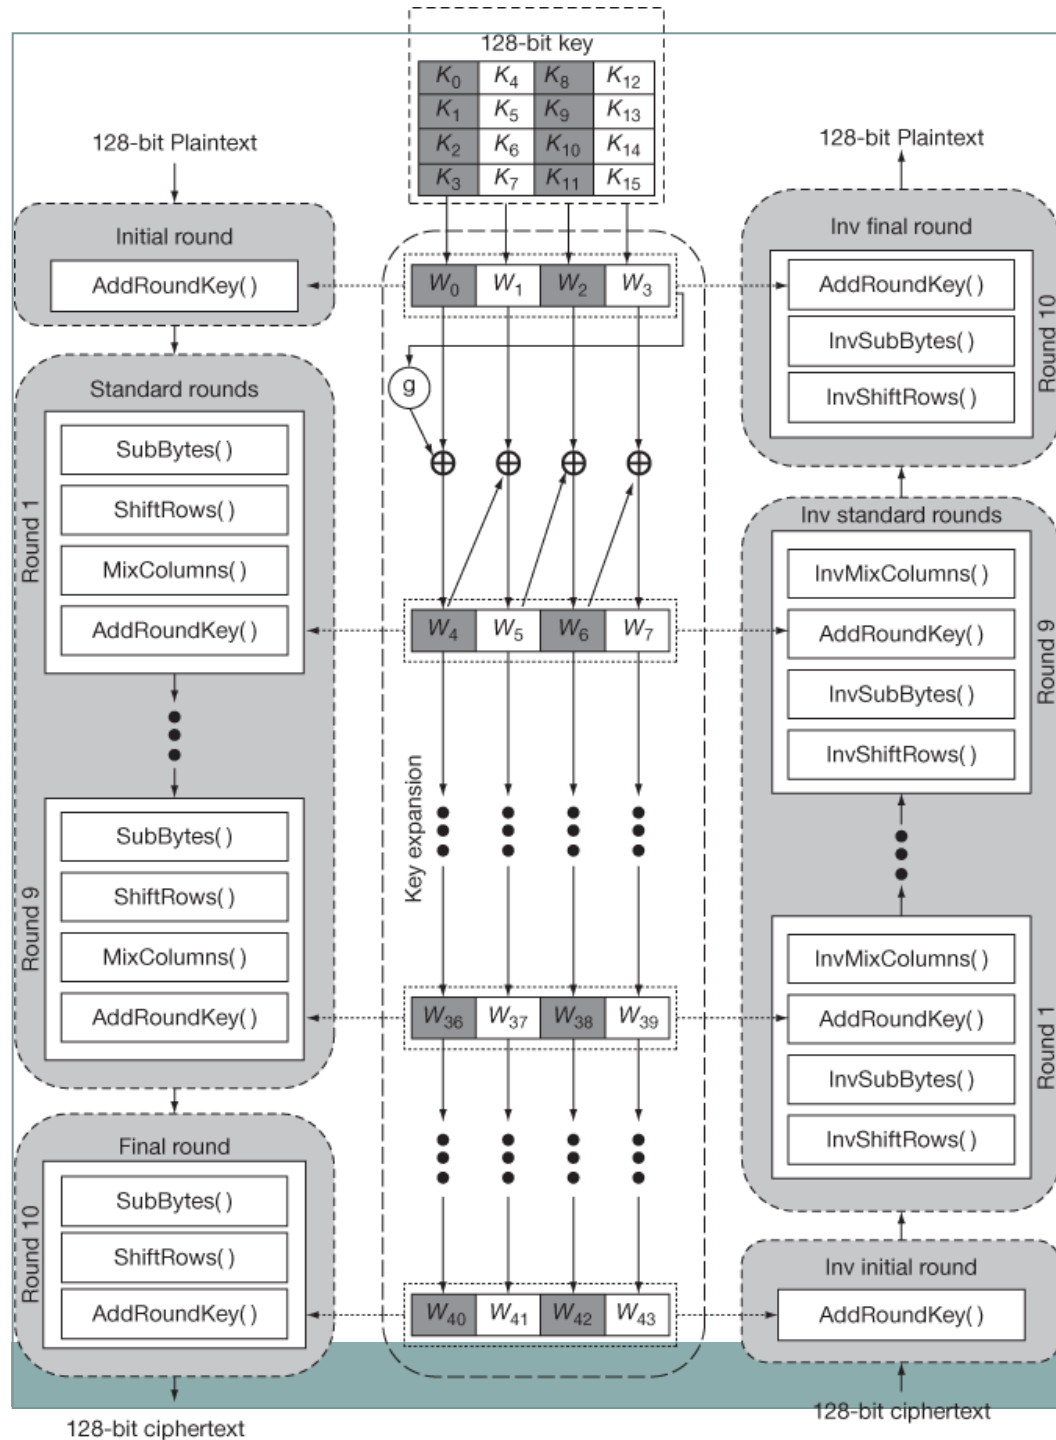 128-bit key
K0 K4 K8 K12
K1 K5 K9 K13
K2 K6 K10 K14
K3 K7 K11 K15
128-bit Plaintext
Initial round
AddRoundKey( )
Standard rounds
Round 1
SubBytes( )
ShiftRows( )
MixColumns( )
AddRoundKey( )
Round 9
SubBytes( )
ShiftRows( )
MixColumns( )
AddRoundKey( )
Final round
Round 10
SubBytes( )
ShiftRows( )
AddRoundKey( )
128-bit ciphertext
W0 W1 W2 W3
g
W4 W5 W6 W7
Key expansion
W36 W37 W38 W39
W40 W41 W42 W43
128-bit Plaintext
Inv final round
AddRoundKey( )
InvSubBytes( )
InvShiftRows( )
Round 10
Inv standard rounds
InvMixColumns( )
AddRoundKey( )
InvSubBytes( )
InvShiftRows( )
Round 9
InvMixColumns( )
AddRoundKey( )
InvSubBytes( )
InvShiftRows( )
Round 1
Inv initial round
AddRoundKey( )
128-bit ciphertext